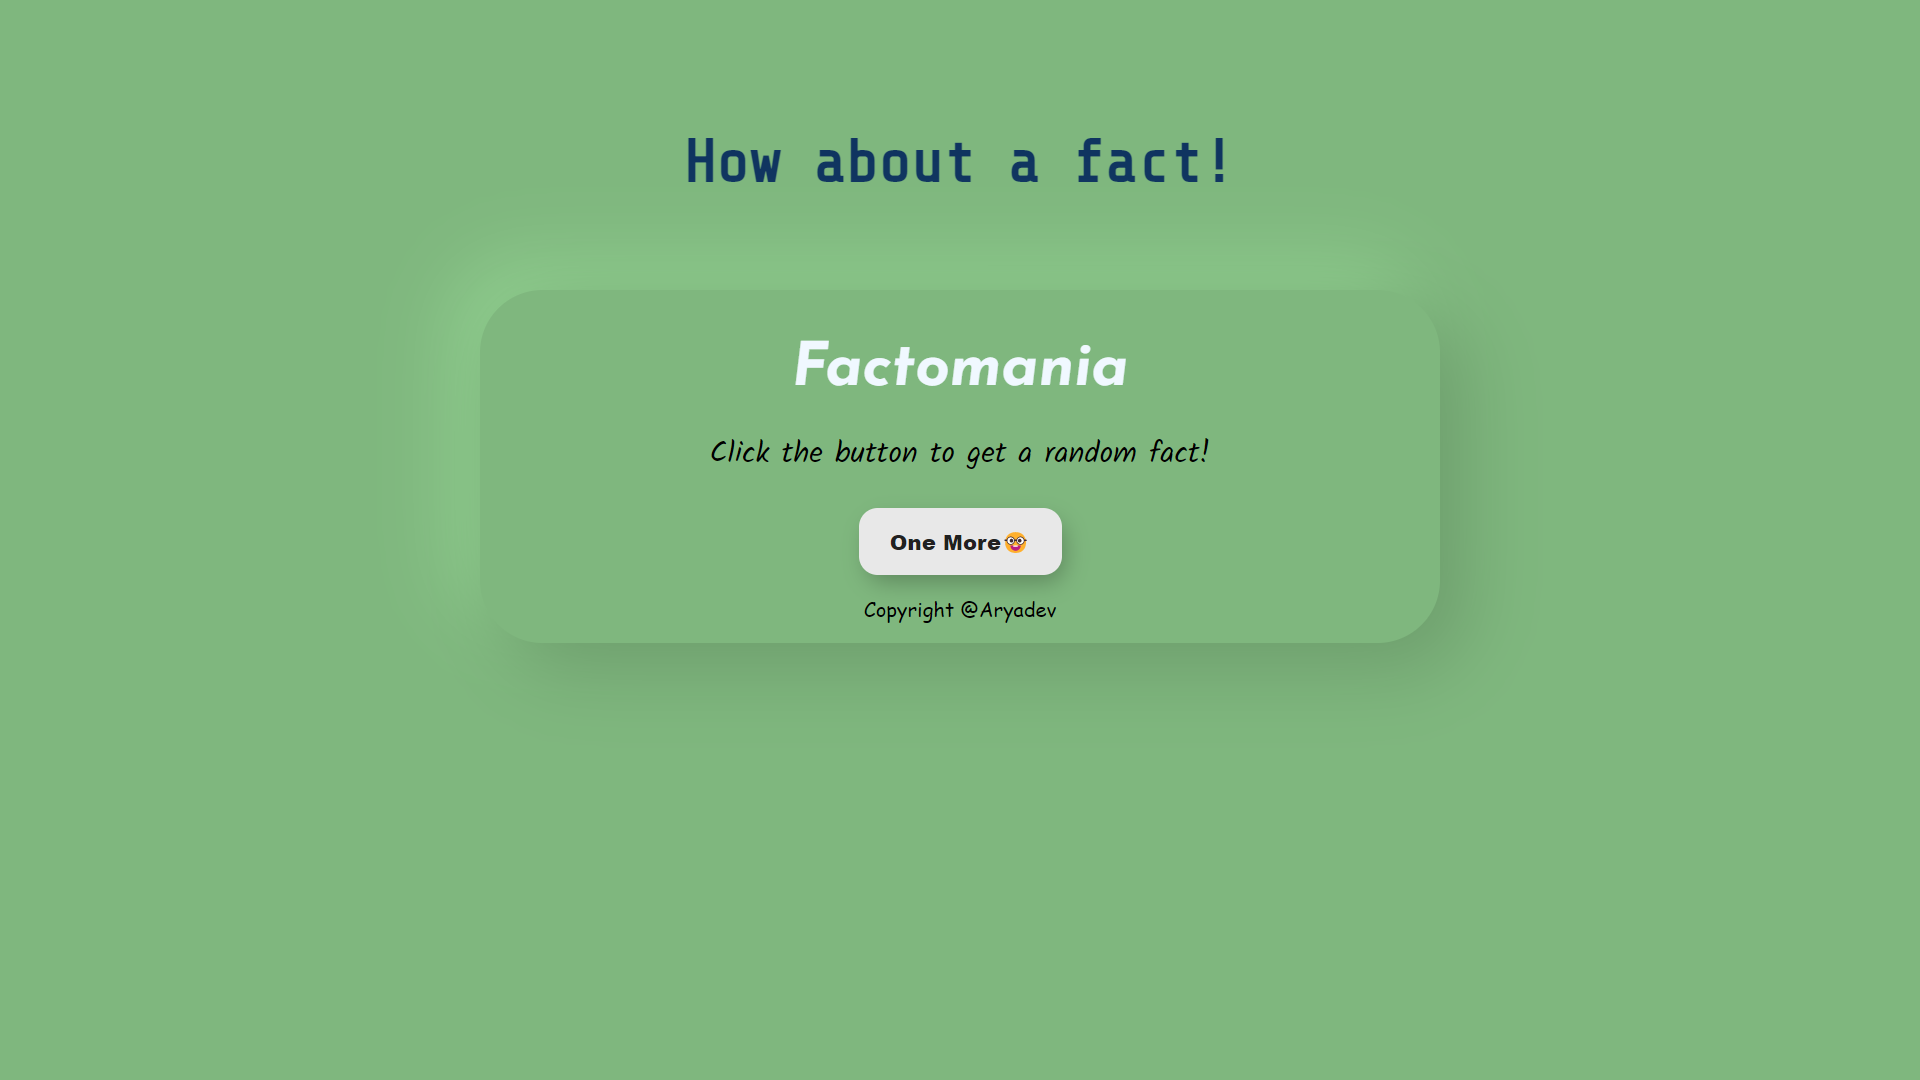 How about a fact!
Factomania
Click the button to get a random fact!
One More🤓
Copyright @Aryadev